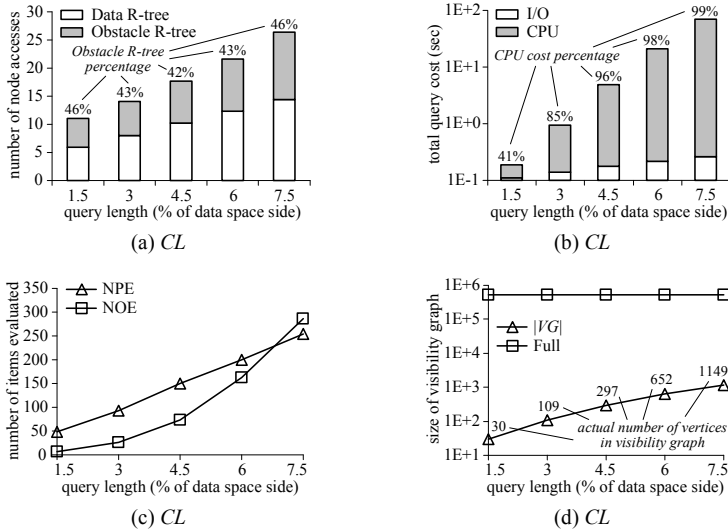 Data R-tree
Obstacle R-tree
Obstacle R-tree
percentage
46%
43%
42%
43%
46%
30
25
20
15
10
5
0
number of node accesses
1.5 3 4.5 6 7.5
query length (% of data space side)
(a) CL
I/O
CPU
CPU cost percentage
41%
85%
96%
98%
99%
1E+2
1E+1
1E+0
1E-1
total query cost (sec)
1.5 3 4.5 6 7.5
query length (% of data space side)
(b) CL
NPE
NOE
350
300
250
200
150
100
50
0
number of items evaluated
1.5 3 4.5 6 7.5
query length (% of data space side)
(c) CL
|VG|
Full
1E+6
1E+5
1E+4
1E+3
1E+2
1E+1
size of visibility graph
30
109
297
652
1149
actual number of vertices
in visibility graph
1.5 3 4.5 6 7.5
query length (% of data space side)
(d) CL